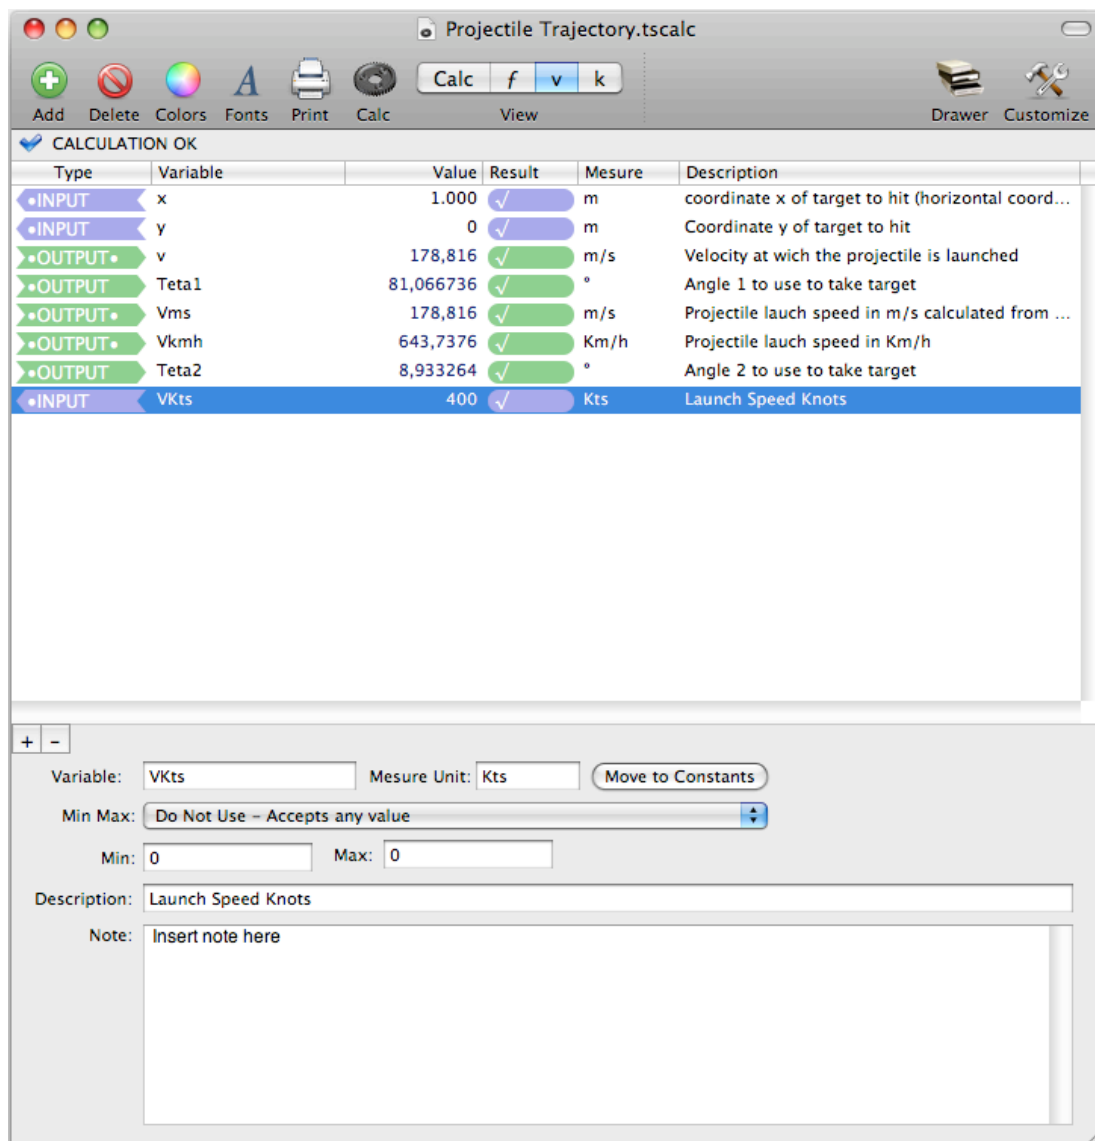 Projectile Trajectory.tscalc
Calc f v k
Add Delete Colors Fonts Print Calc View Drawer Customize
CALCULATION OK
Type Variable Value Result Mesure Description
•INPUT x 1.000 √ m coordinate x of target to hit (horizontal coord...
•INPUT y 0 √ m Coordinate y of target to hit
•OUTPUT• v 178,816 √ m/s Velocity at wich the projectile is launched
•OUTPUT Teta1 81,066736 √ ° Angle 1 to use to take target
•OUTPUT• Vms 178,816 √ m/s Projectile lauch speed in m/s calculated from ...
•OUTPUT• Vkmh 643,7376 √ Km/h Projectile lauch speed in Km/h
•OUTPUT Teta2 8,933264 √ ° Angle 2 to use to take target
•INPUT VKts 400 √ Kts Launch Speed Knots
+ -
Variable: VKts Mesure Unit: Kts Move to Constants
Min Max: Do Not Use – Accepts any value
Min: 0 Max: 0
Description: Launch Speed Knots
Note: Insert note here